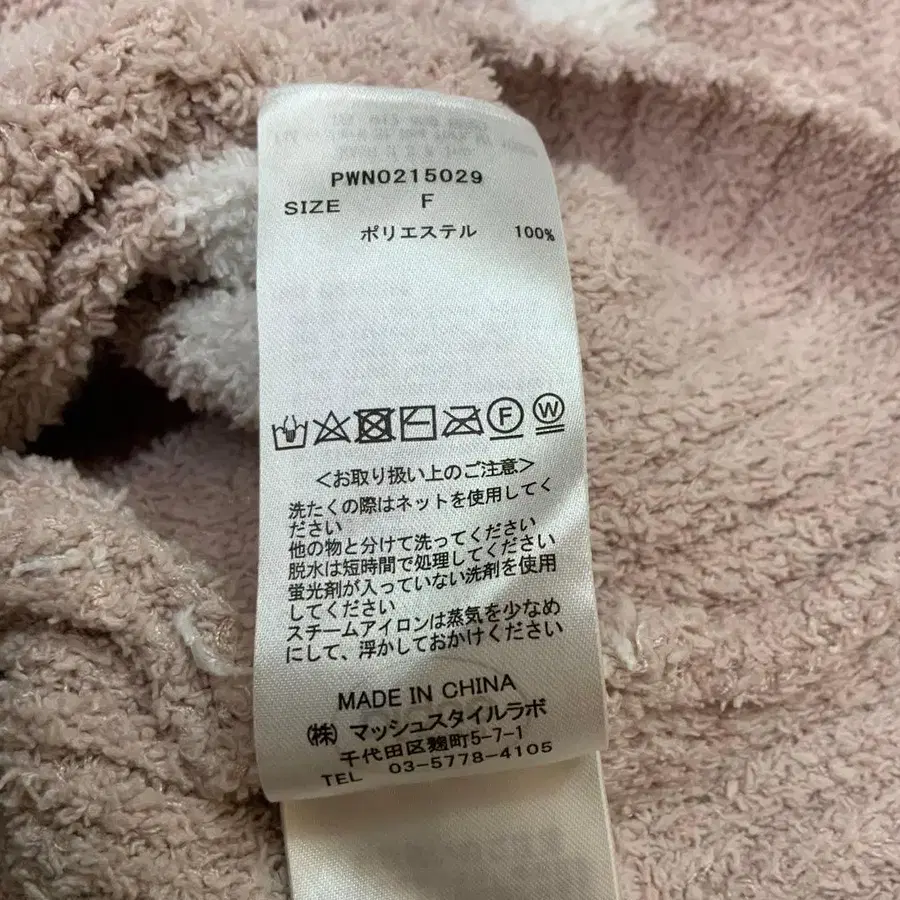 PWN0215029
SIZE F
ポリエステル 100%
F W
<お取り扱い上のご注意>
洗たくの際はネットを使用してく
ださい
他の物と分けて洗ってください
脱水は短時間で処理してください
蛍光剤が入っていない洗剤を使用
してください
スチームアイロンは蒸気を少なめ
にして、浮かしておかけください
MADE IN CHINA
(株) マッシュスタイルラボ
千代田区麹町5-7-1
TEL 03-5778-4105